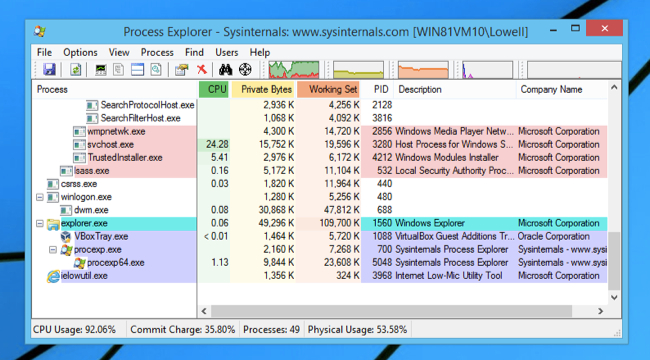 Process Explorer - Sysinternals: www.sysinternals.com [WIN81VM10\Lowell]
File Options View Process Find Users Help
Process CPU Private Bytes Working Set PID Description Company Name
SearchProtocolHost.exe 2,936 K 4,256 K 2128
SearchFilterHost.exe 1,068 K 4,092 K 3816
wmpnetwk.exe 4,300 K 14,720 K 2856 Windows Media Player Netw... Microsoft Corporation
svchost.exe 24.28 15,752 K 19,596 K 3280 Host Process for Windows S... Microsoft Corporation
TrustedInstaller.exe 5.41 2,976 K 6,172 K 4212 Windows Modules Installer Microsoft Corporation
lsass.exe 0.16 5,172 K 11,104 K 532 Local Security Authority Proc... Microsoft Corporation
csrss.exe 0.03 1,820 K 11,964 K 440
winlogon.exe 1,280 K 5,256 K 480
dwm.exe 0.08 30,868 K 47,812 K 688
explorer.exe 0.06 49,296 K 109,700 K 1560 Windows Explorer Microsoft Corporation
VBoxTray.exe < 0.01 1,464 K 5,720 K 1088 VirtualBox Guest Additions Tr... Oracle Corporation
procexp.exe 2,160 K 7,268 K 700 Sysinternals Process Explorer Sysinternals - www.sysi
procexp64.exe 1.13 9,844 K 23,608 K 5048 Sysinternals Process Explorer Sysinternals - www.sysi
ielowutil.exe 1,356 K 324 K 3968 Internet Low-Mic Utility Tool Microsoft Corporation
CPU Usage: 92.06% Commit Charge: 35.80% Processes: 49 Physical Usage: 53.58%